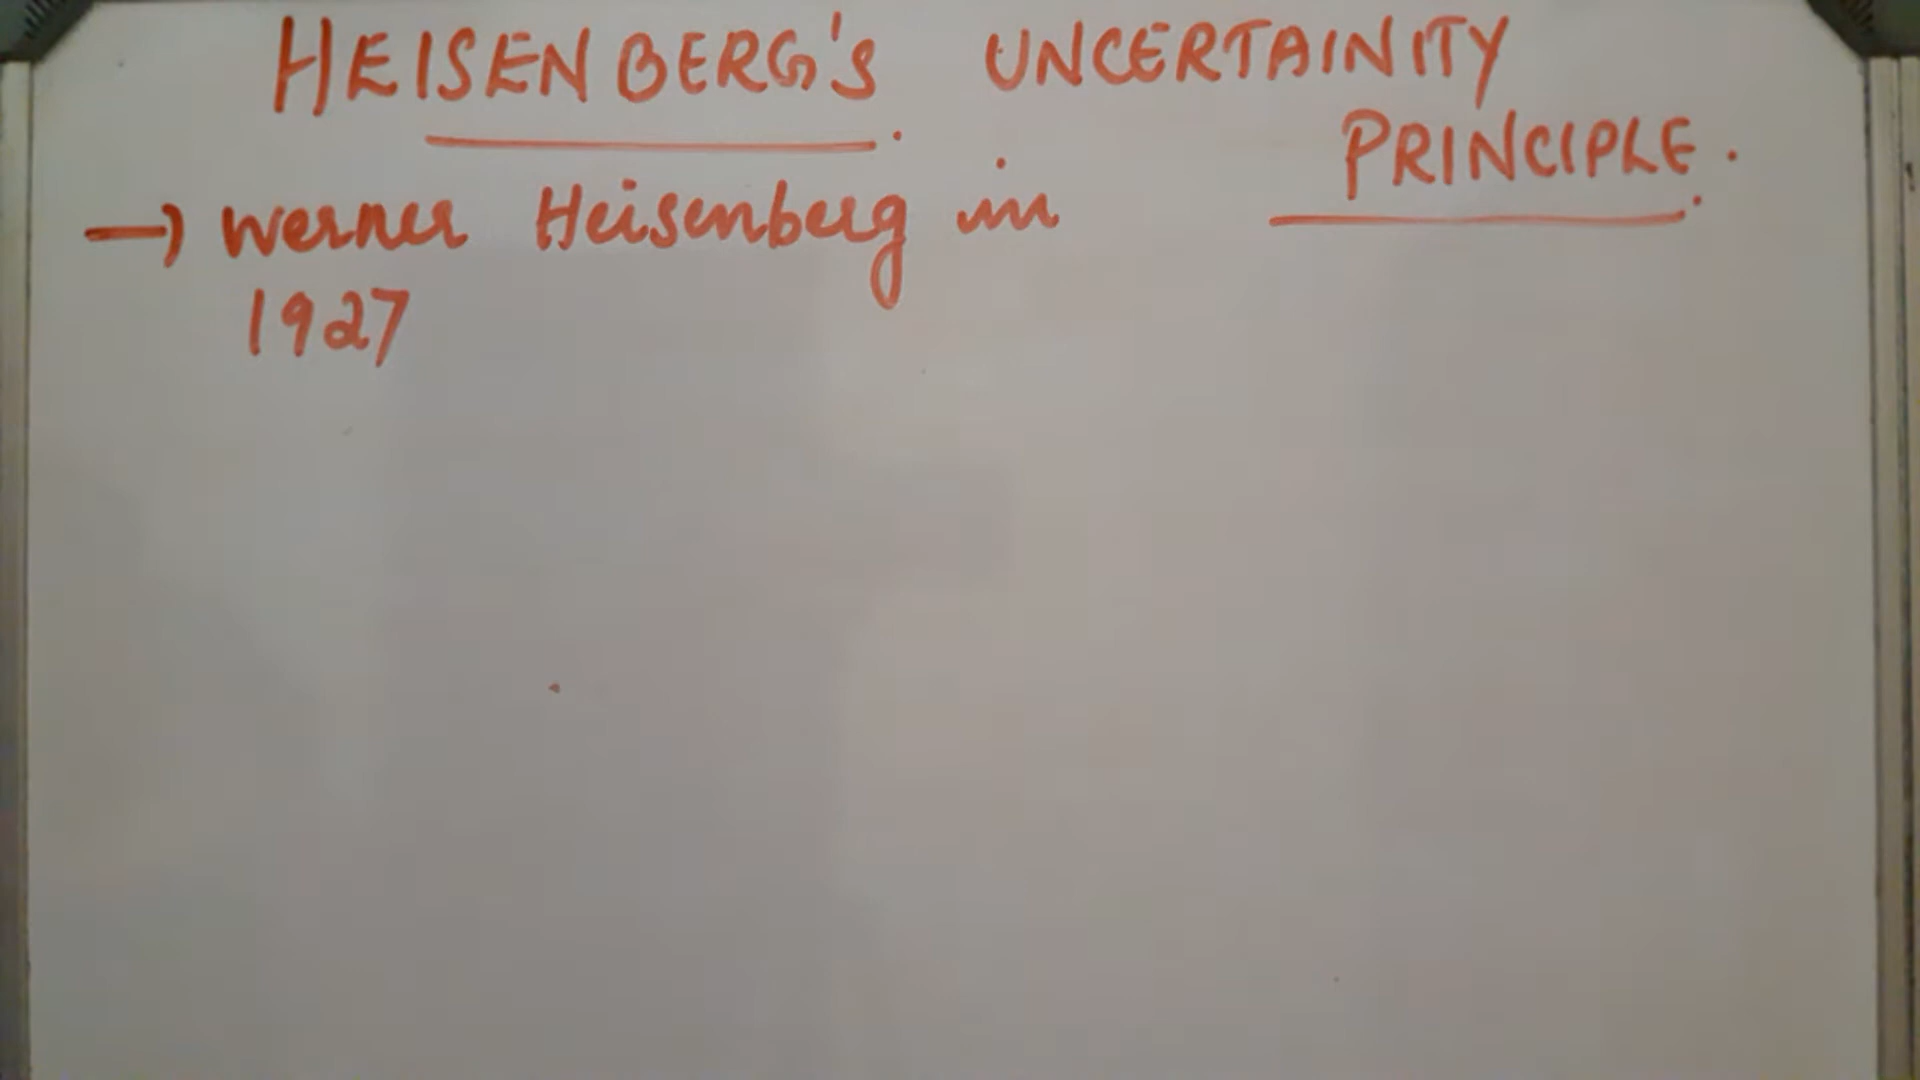 HEISENBERG'S UNCERTAINITY
PRINCIPLE.
→ Werner Heisenberg in
1927